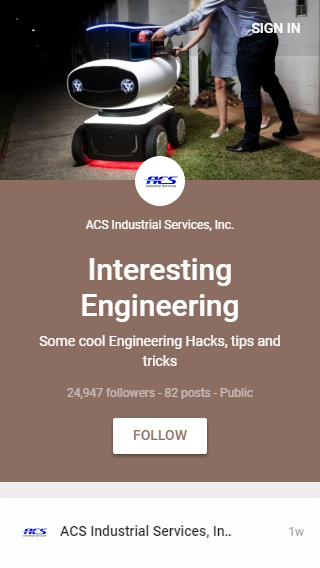 SIGN IN
ACS
Industrial Services
ACS Industrial Services, Inc.
Interesting
Engineering
Some cool Engineering Hacks, tips and
tricks
24,947 followers - 82 posts - Public
FOLLOW
ACS
ACS Industrial Services, In..
1w